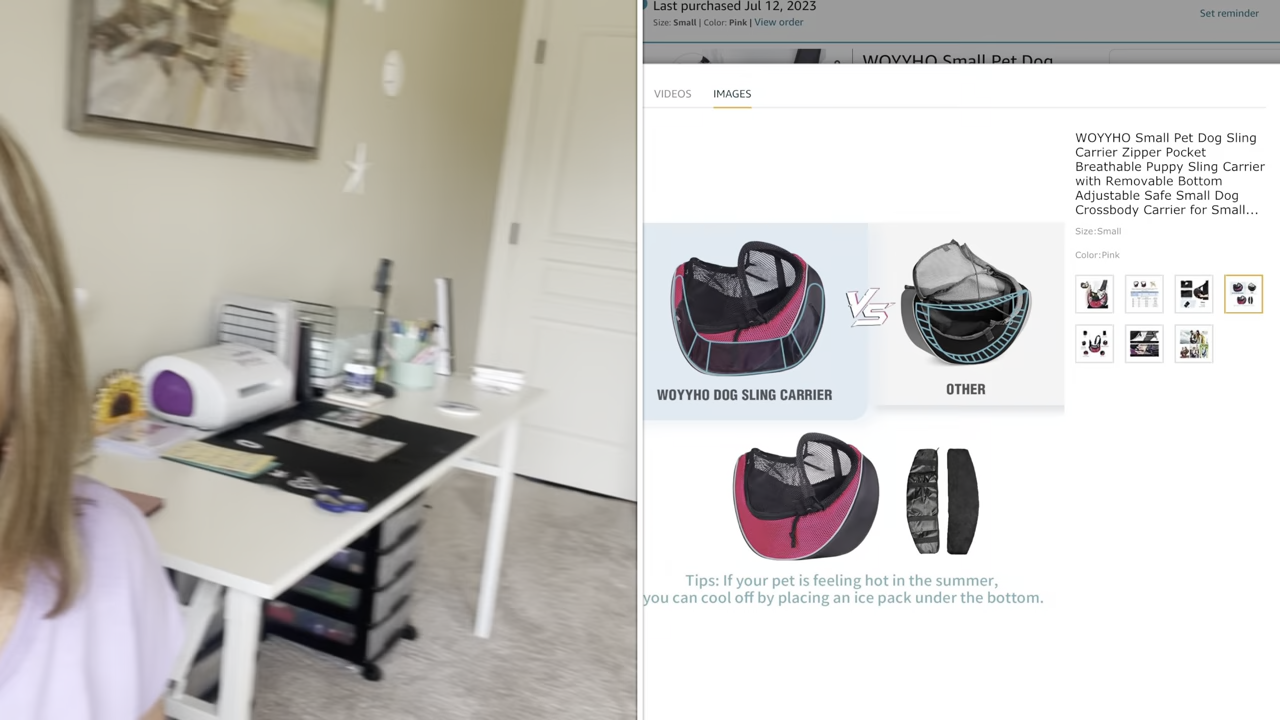 Last purchased Jul 12, 2023
Size: Small | Color: Pink | View order
Set reminder
WOYYHO Small Pet Dog
VIDEOS
IMAGES
WOYYHO Small Pet Dog Sling
Carrier Zipper Pocket
Breathable Puppy Sling Carrier
with Removable Bottom
Adjustable Safe Small Dog
Crossbody Carrier for Small...
Size:Small
Color:Pink
VS
WOYYHO DOG SLING CARRIER
OTHER
Tips: If your pet is feeling hot in the summer,
you can cool off by placing an ice pack under the bottom.